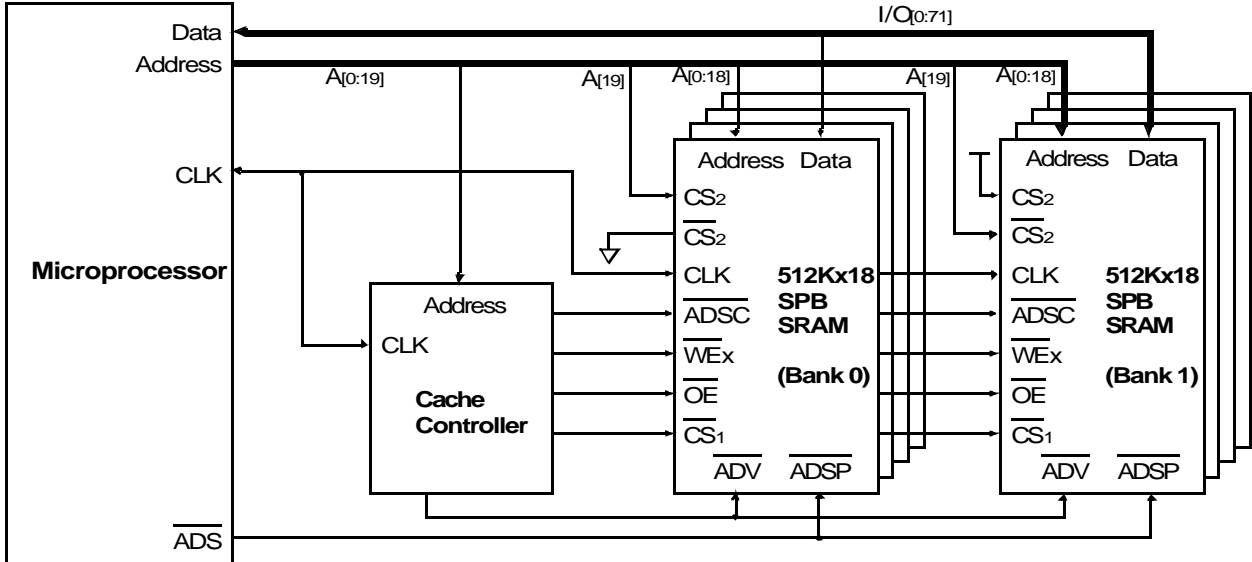 I/O[0:71]
Data
Address
A[0:19]
A[19]
A[0:18]
A[19]
A[0:18]
CLK
Microprocessor
ADS
Address
CLK
Cache
Controller
Address Data
CS2
CS2
CLK
ADSC
WEx
OE
CS1
ADV ADSP
512Kx18
SPB
SRAM
(Bank 0)
Address Data
CS2
CS2
CLK
ADSC
WEx
OE
CS1
ADV ADSP
512Kx18
SPB
SRAM
(Bank 1)